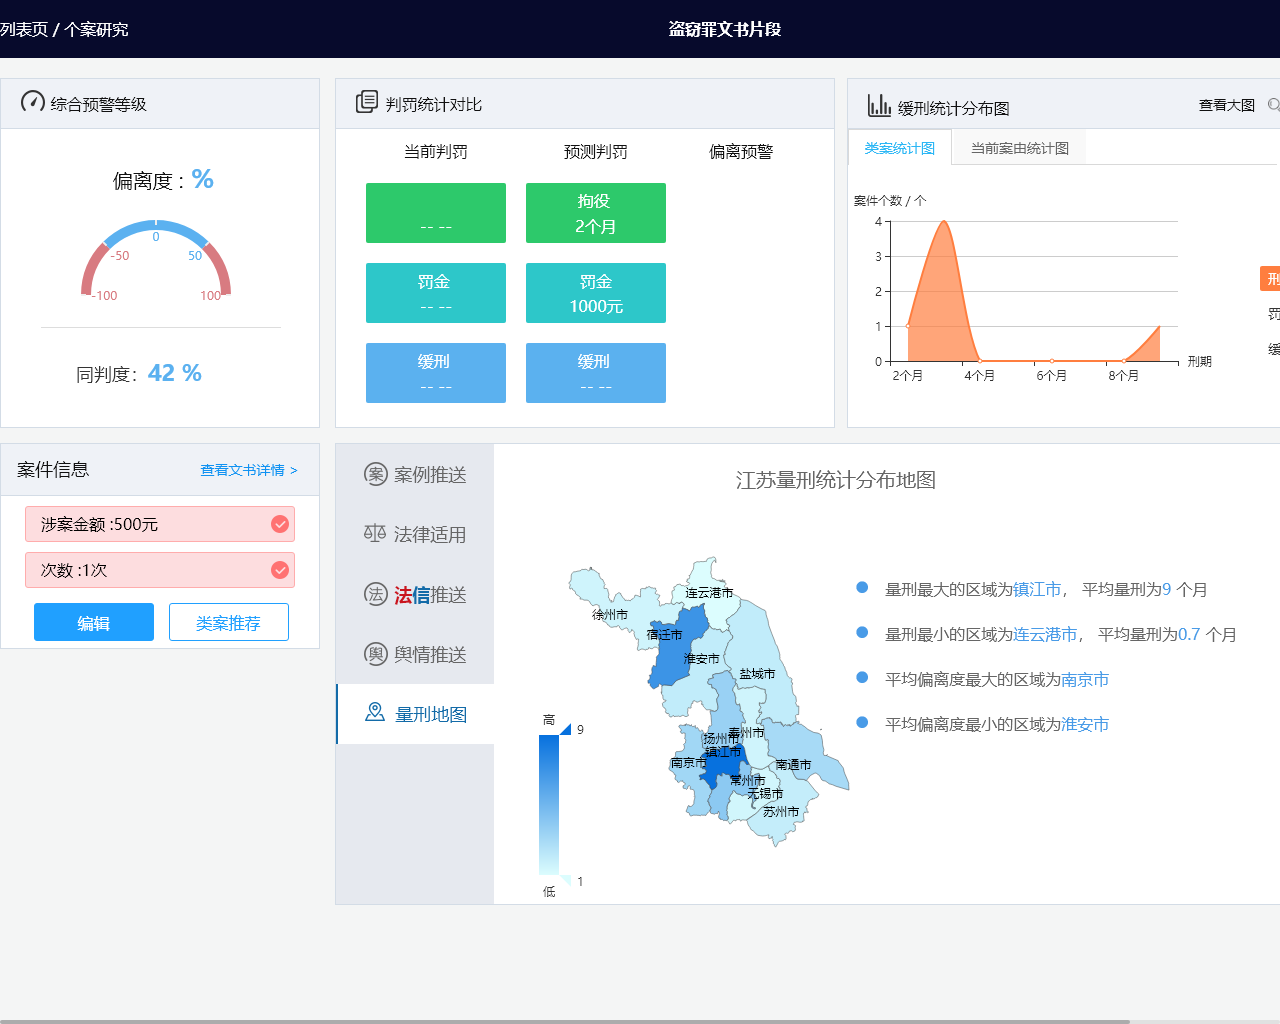 列表页 / 个案研究
盗窃罪文书片段
综合预警等级
偏离度 : %
0
-50
50
-100
100
同判度: 42 %
判罚统计对比
当前判罚
预测判罚
偏离预警
-- --
拘役
2个月
罚金
-- --
罚金
1000元
缓刑
-- --
缓刑
-- --
缓刑统计分布图
查看大图
类案统计图
当前案由统计图
案件个数 / 个
4
3
2
1
0
2个月
4个月
6个月
8个月
刑期
刑
罚
缓
案件信息
查看文书详情 >
涉案金额 :500元
次数 :1次
编辑
类案推荐
案 案例推送
法律适用
法 法信推送
舆 舆情推送
量刑地图
江苏量刑统计分布地图
连云港市
徐州市
宿迁市
淮安市
盐城市
泰州市
扬州市
镇江市
南京市
南通市
常州市
无锡市
苏州市
高
9
1
低
量刑最大的区域为镇江市， 平均量刑为9 个月
量刑最小的区域为连云港市， 平均量刑为0.7 个月
平均偏离度最大的区域为南京市
平均偏离度最小的区域为淮安市